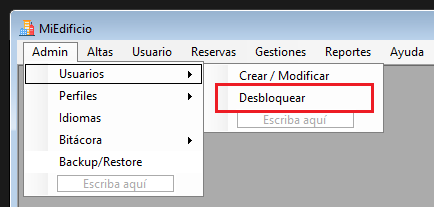 MiEdificio
Admin Altas Usuario Reservas Gestiones Reportes Ayuda
Usuarios
Perfiles
Idiomas
Bitácora
Backup/Restore
Escriba aquí
Crear / Modificar
Desbloquear
Escriba aquí